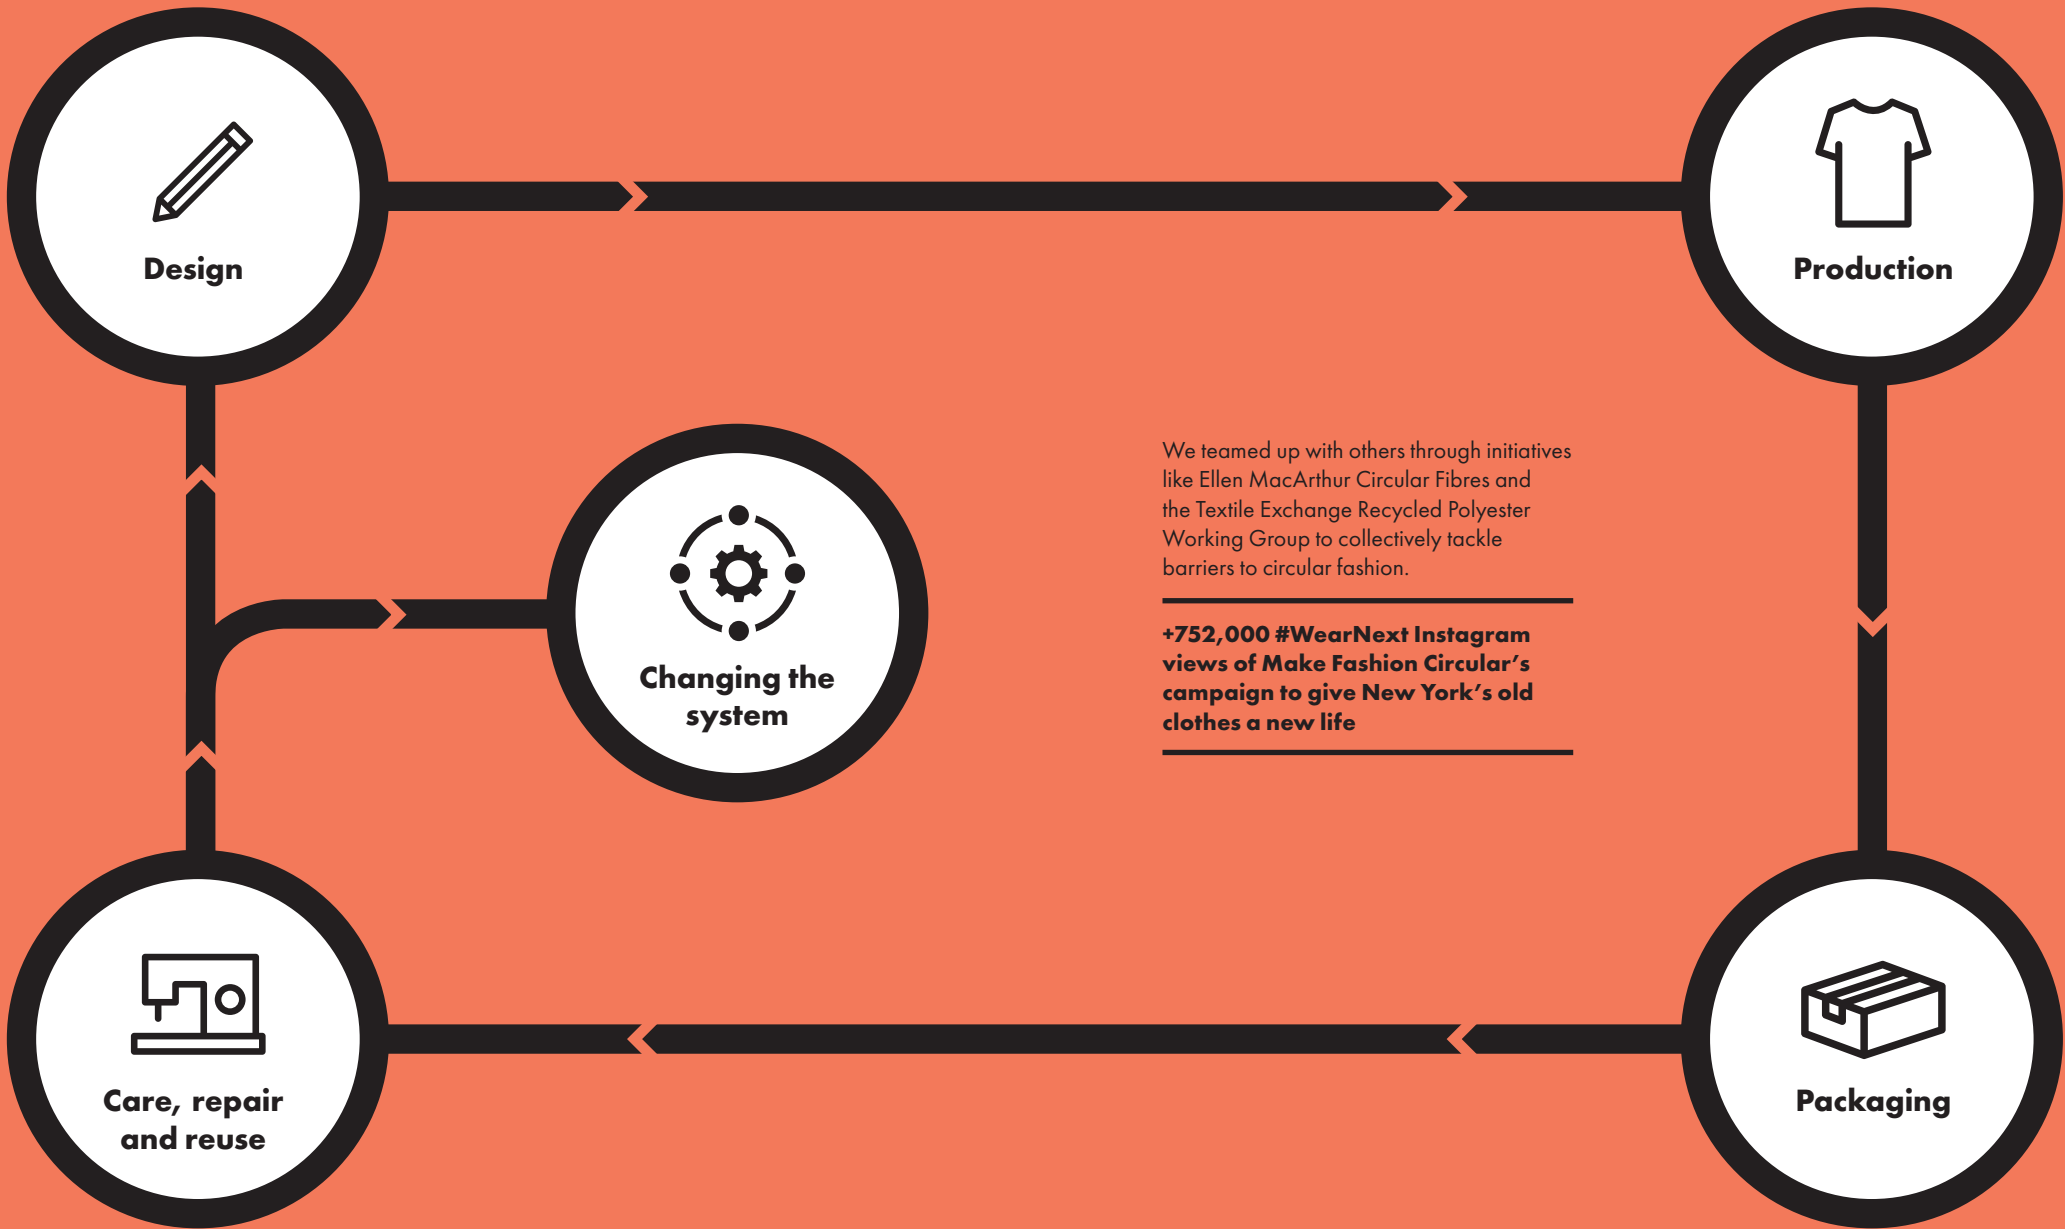 Design
Production
We teamed up with others through initiatives
like Ellen MacArthur Circular Fibres and
the Textile Exchange Recycled Polyester
Working Group to collectively tackle
barriers to circular fashion.
+752,000 #WearNext Instagram
views of Make Fashion Circular’s
campaign to give New York’s old
clothes a new life
Changing the
system
Care, repair
and reuse
Packaging